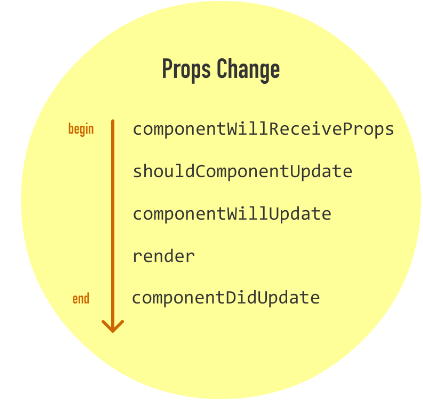 Props Change
begin
componentWillReceiveProps
shouldComponentUpdate
componentWillUpdate
render
end
componentDidUpdate